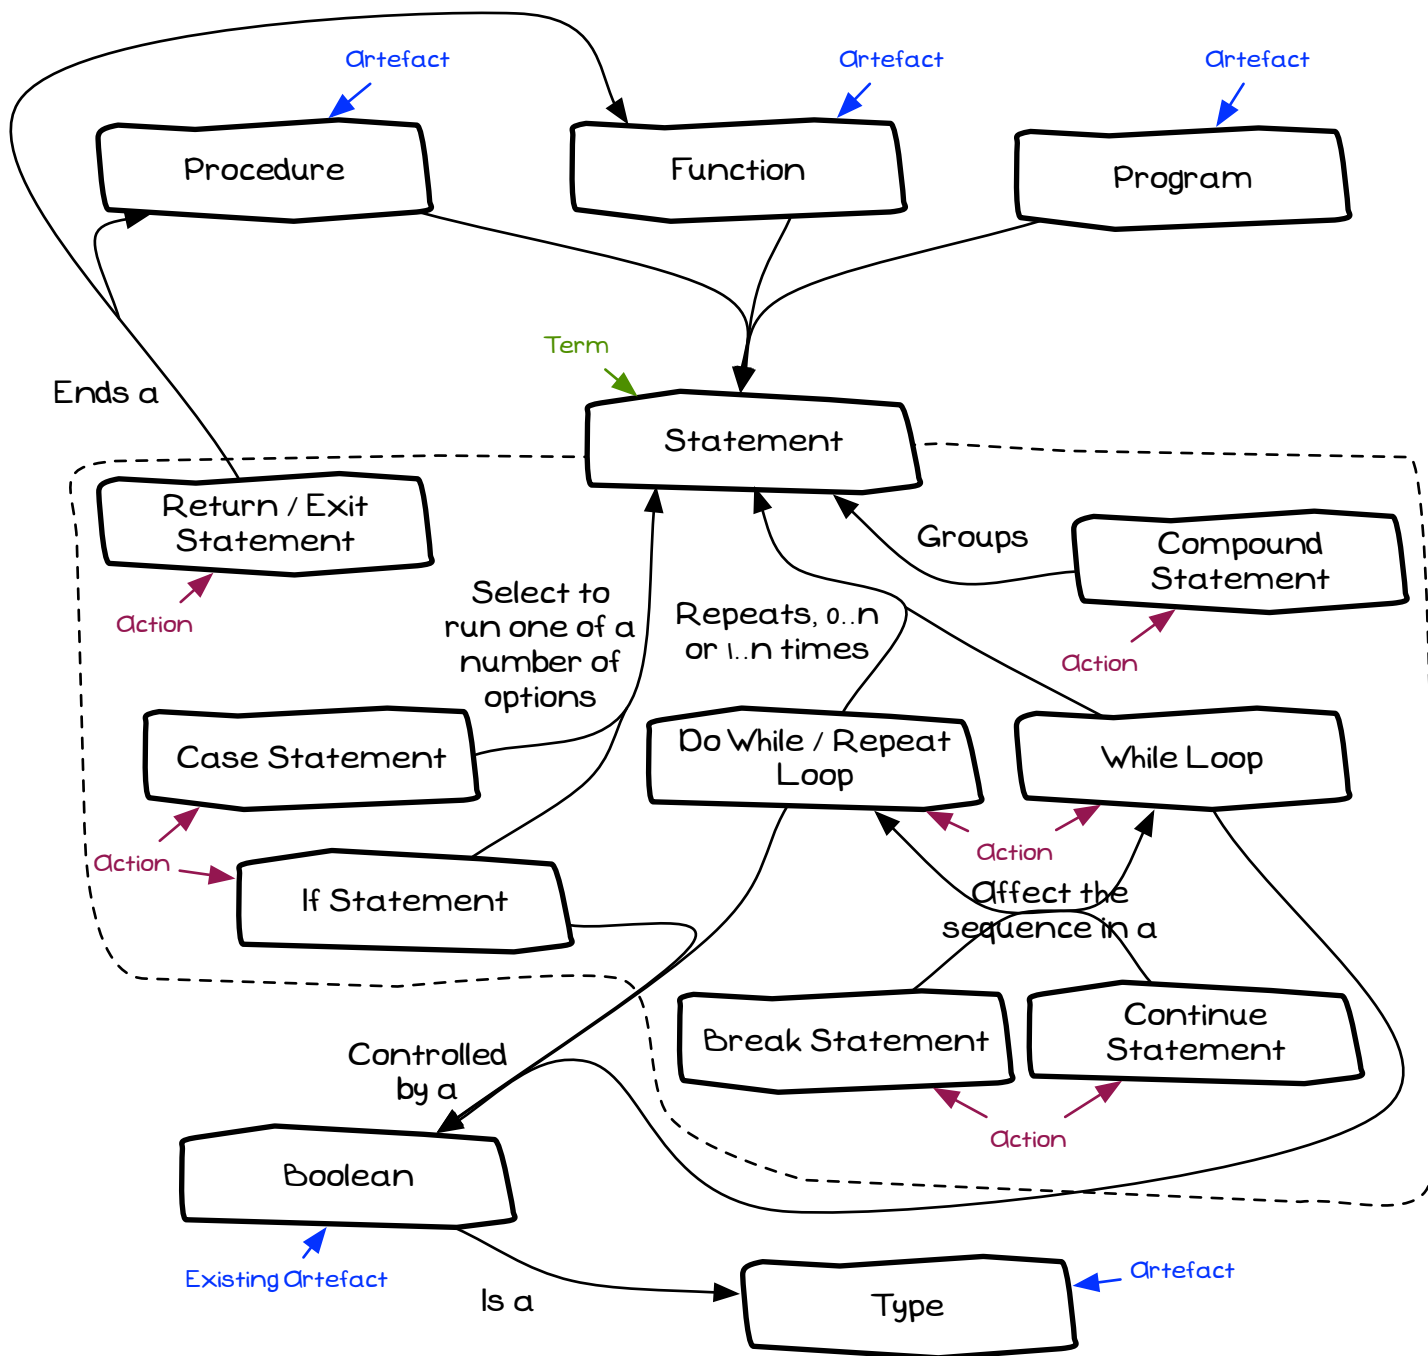 Artefact
Artefact
Artefact
Procedure
Function
Program
Term
Ends a
Statement
Return / Exit
Statement
Groups
Compound
Statement
Action
Select to
run one of a
number of
options
Repeats, 0..n
or 1..n times
Action
Case Statement
Do While / Repeat
Loop
While Loop
Action
Action
If Statement
Affect the
sequence in a
Controlled
by a
Break Statement
Continue
Statement
Action
Boolean
Existing Artefact
Is a
Type
Artefact